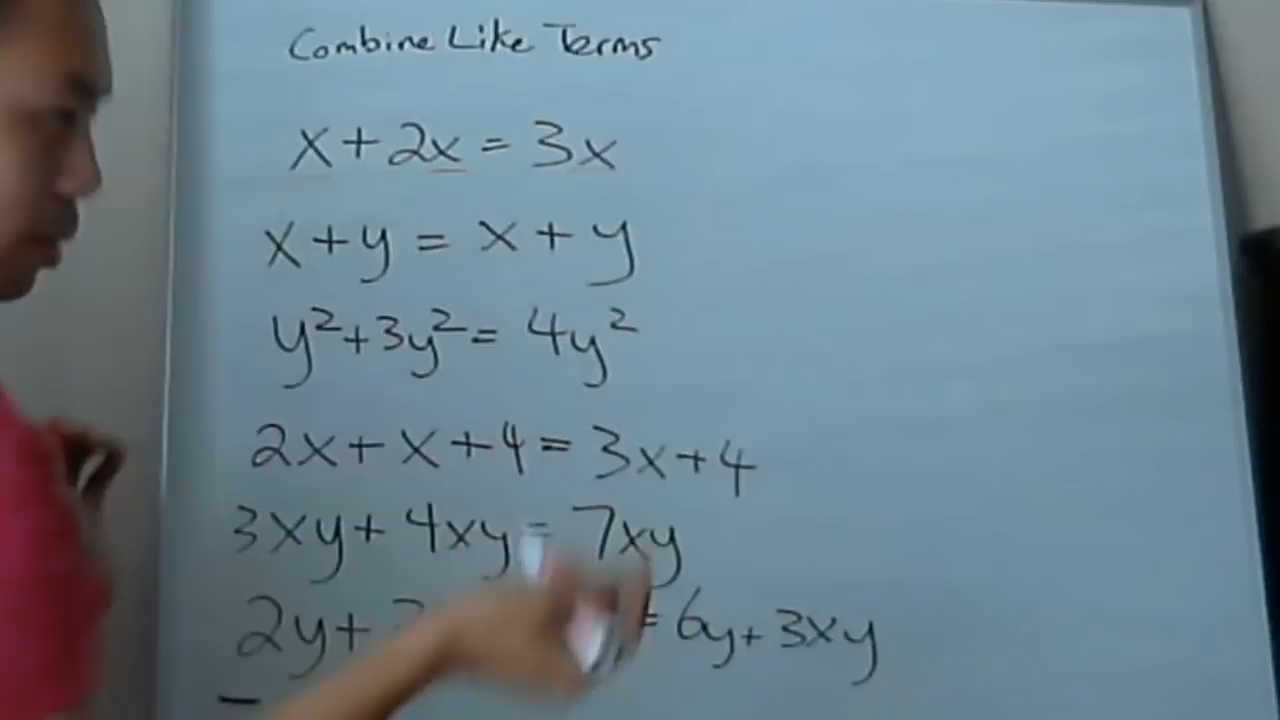 Combine Like Terms
x + 2x = 3x
x + y = x + y
y² + 3y² = 4y²
2x + x + 4 = 3x + 4
3xy + 4xy = 7xy
2y + = 6y + 3xy